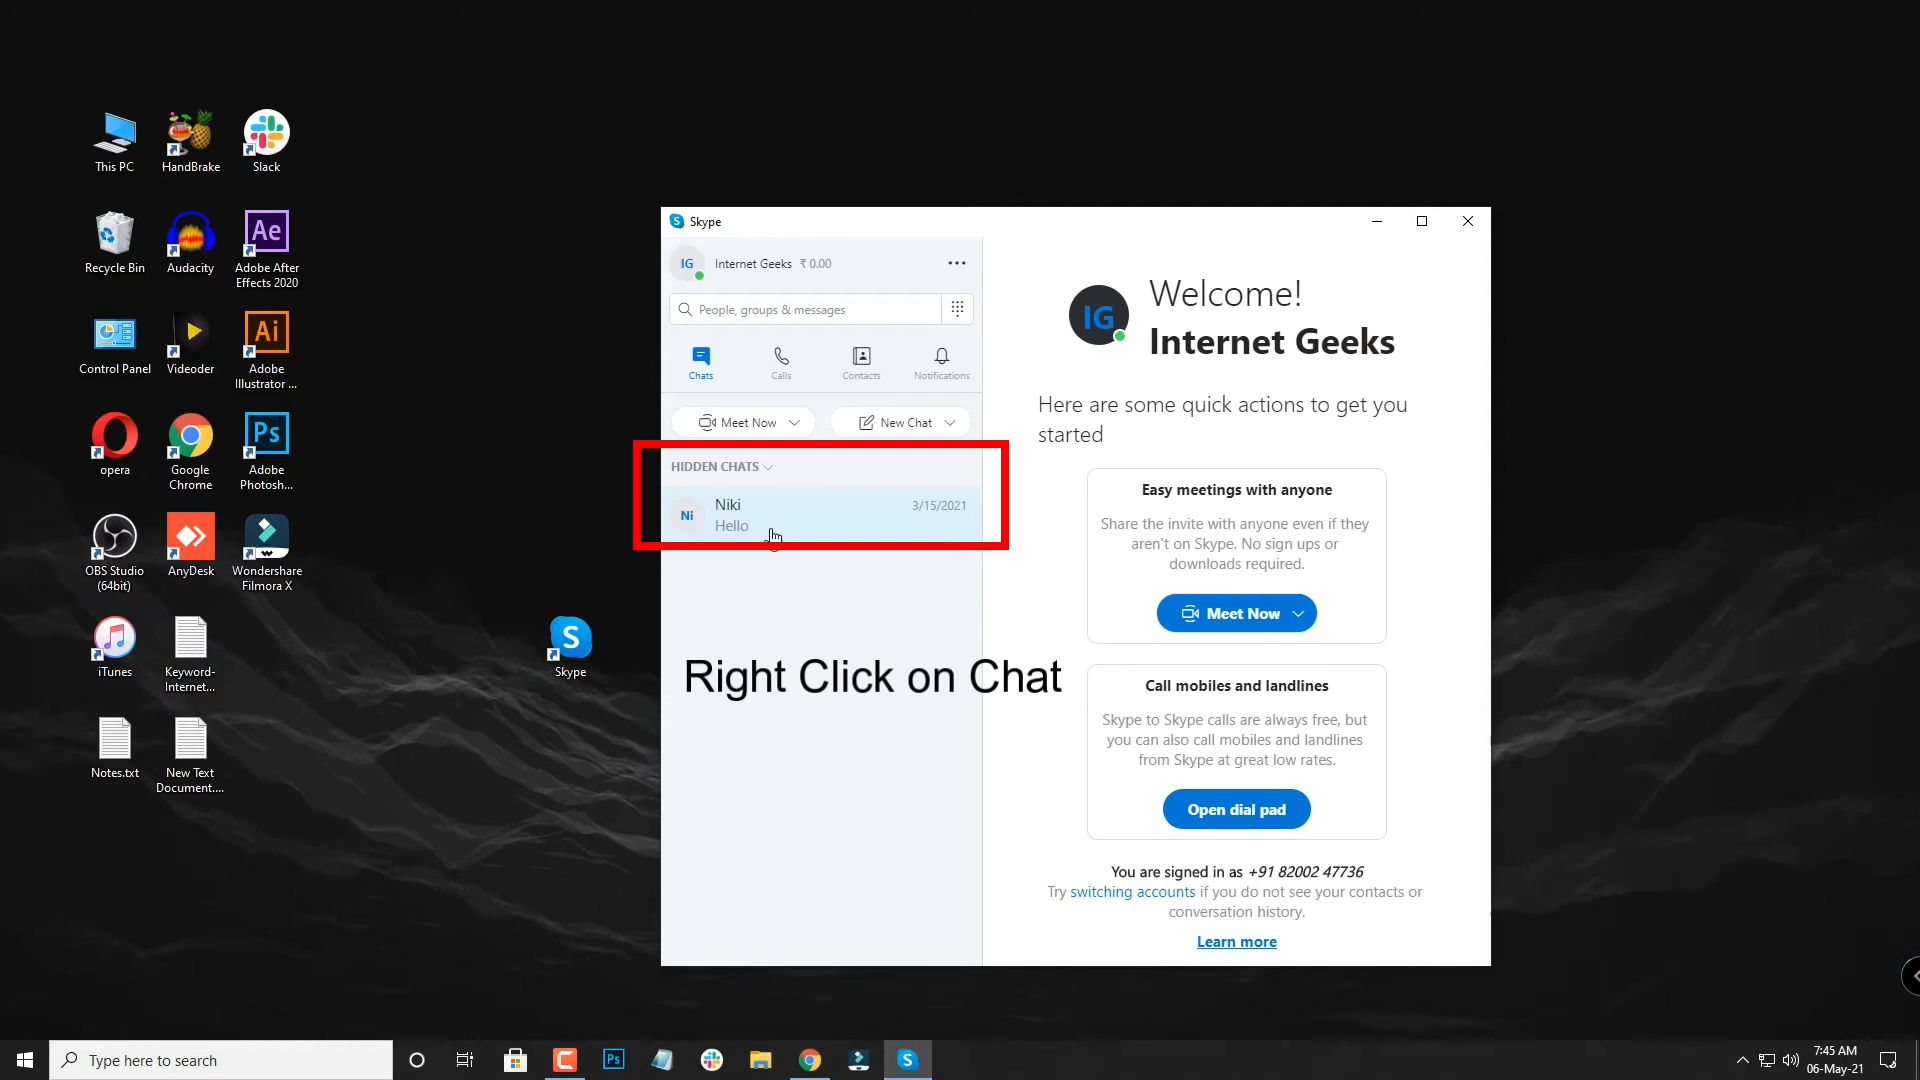 This PC
HandBrake
Slack
Recycle Bin
Audacity
Adobe After
Effects 2020
Control Panel
Videoder
Adobe
Illustrator ...
opera
Google
Chrome
Adobe
Photosh...
OBS Studio
(64bit)
AnyDesk
Wondershare
Filmora X
iTunes
Keyword-
Internet...
Notes.txt
New Text
Document....
Skype
Ae
Ai
Ps
S
S Skype
IG Internet Geeks ₹ 0.00
People, groups & messages
Chats Calls Contacts Notifications
Meet Now New Chat
HIDDEN CHATS
Ni Niki 3/15/2021
Hello
Right Click on Chat
IG
Welcome!
Internet Geeks
Here are some quick actions to get you
started
Easy meetings with anyone
Share the invite with anyone even if they
aren't on Skype. No sign ups or
downloads required.
Meet Now
Call mobiles and landlines
Skype to Skype calls are always free, but
you can also call mobiles and landlines
from Skype at great low rates.
Open dial pad
You are signed in as +91 82002 47736
Try switching accounts if you do not see your contacts or
conversation history.
Learn more
Type here to search
Ps
S
7:45 AM
06-May-21